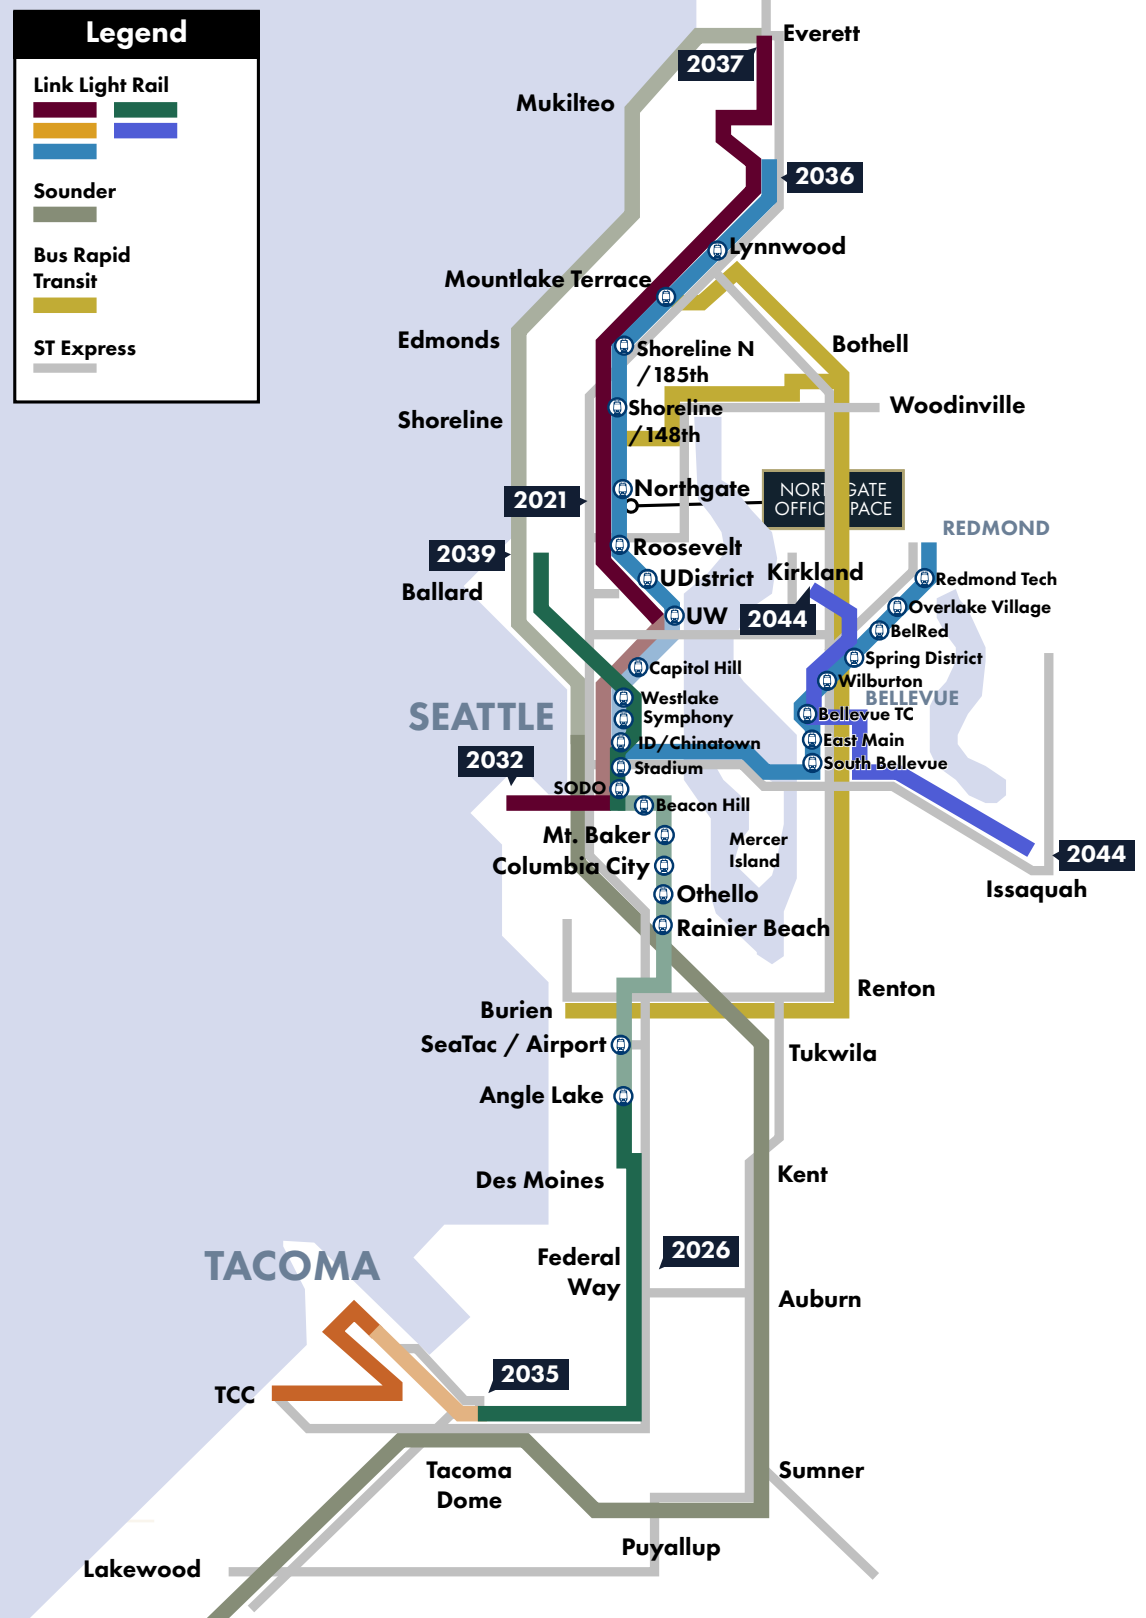 Legend
Link Light Rail
Sounder
Bus Rapid
Transit
ST Express
Everett
2037
Mukilteo
2036
Lynnwood
Mountlake Terrace
Edmonds
Shoreline N
/185th
Bothell
Shoreline
Shoreline
/148th
Woodinville
Northgate
2021
NORTHGATE
OFFICE SPACE
REDMOND
Roosevelt
2039
Ballard
UDistrict
Kirkland
Redmond Tech
UW
2044
Overlake Village
BelRed
Capitol Hill
Spring District
Wilburton
BELLEVUE
Westlake
SEATTLE
Symphony
Bellevue TC
ID/Chinatown
East Main
2032
Stadium
South Bellevue
SODO
Beacon Hill
Mt. Baker
Mercer
Island
2044
Columbia City
Issaquah
Othello
Rainier Beach
Renton
Burien
SeaTac / Airport
Tukwila
Angle Lake
Des Moines
Kent
2026
Federal
Way
TACOMA
Auburn
2035
TCC
Tacoma
Dome
Sumner
Puyallup
Lakewood